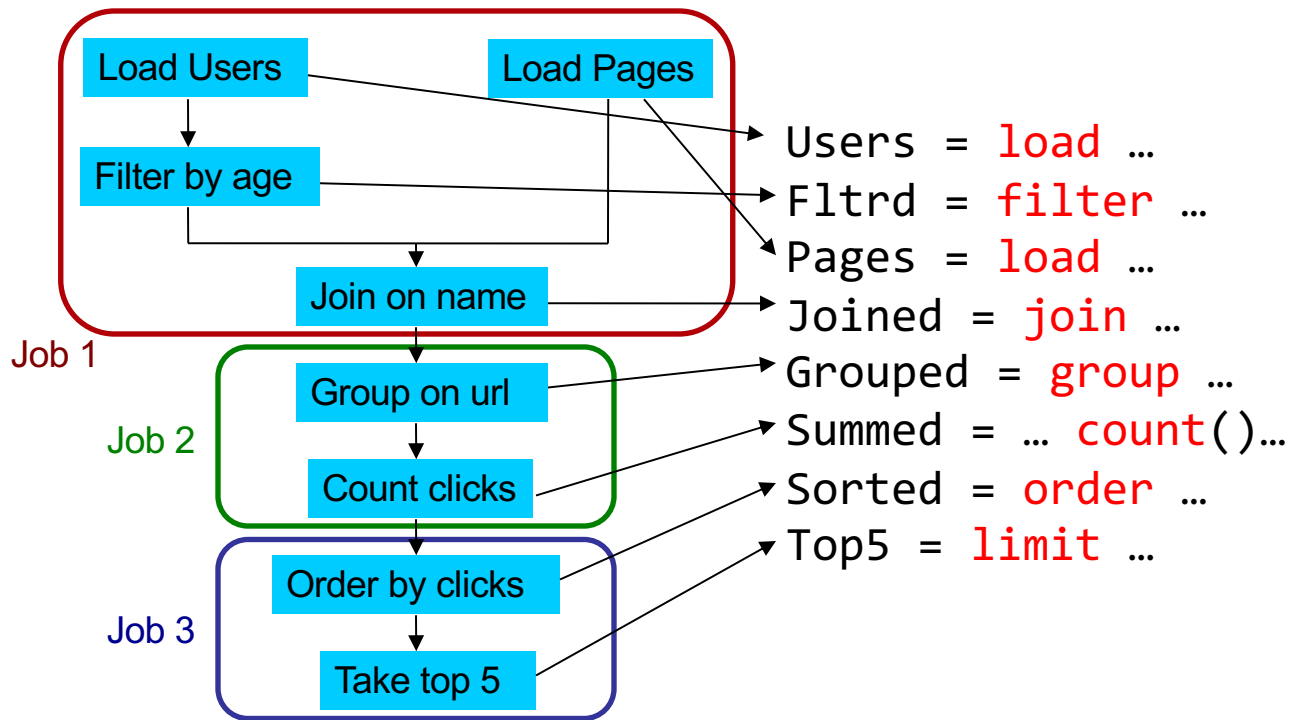 Load Users
Load Pages
Filter by age
Join on name
Job 1
Group on url
Job 2
Count clicks
Order by clicks
Job 3
Take top 5
Users = load …
Fltrd = filter …
Pages = load …
Joined = join …
Grouped = group …
Summed = … count()…
Sorted = order …
Top5 = limit …